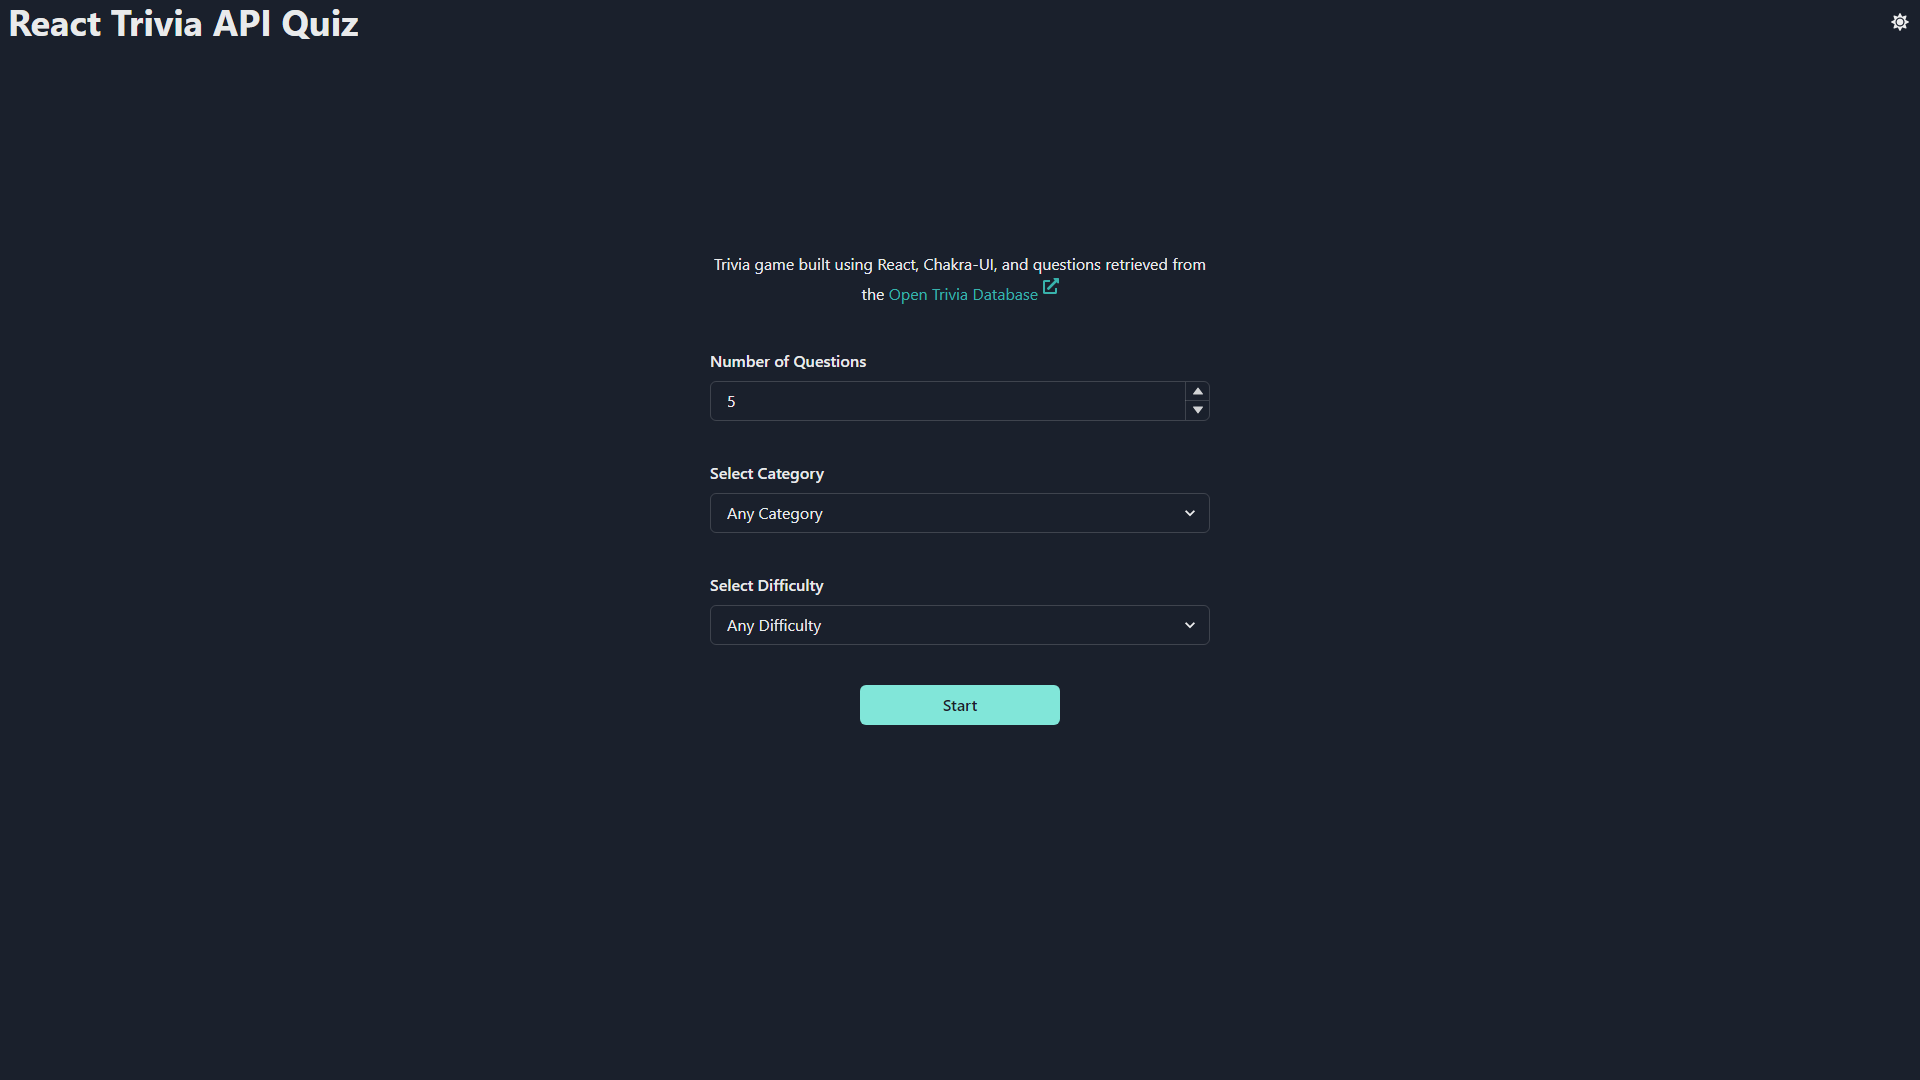 React Trivia API Quiz
Trivia game built using React, Chakra-UI, and questions retrieved from
the Open Trivia Database
Number of Questions
5
Select Category
Any Category
Select Difficulty
Any Difficulty
Start